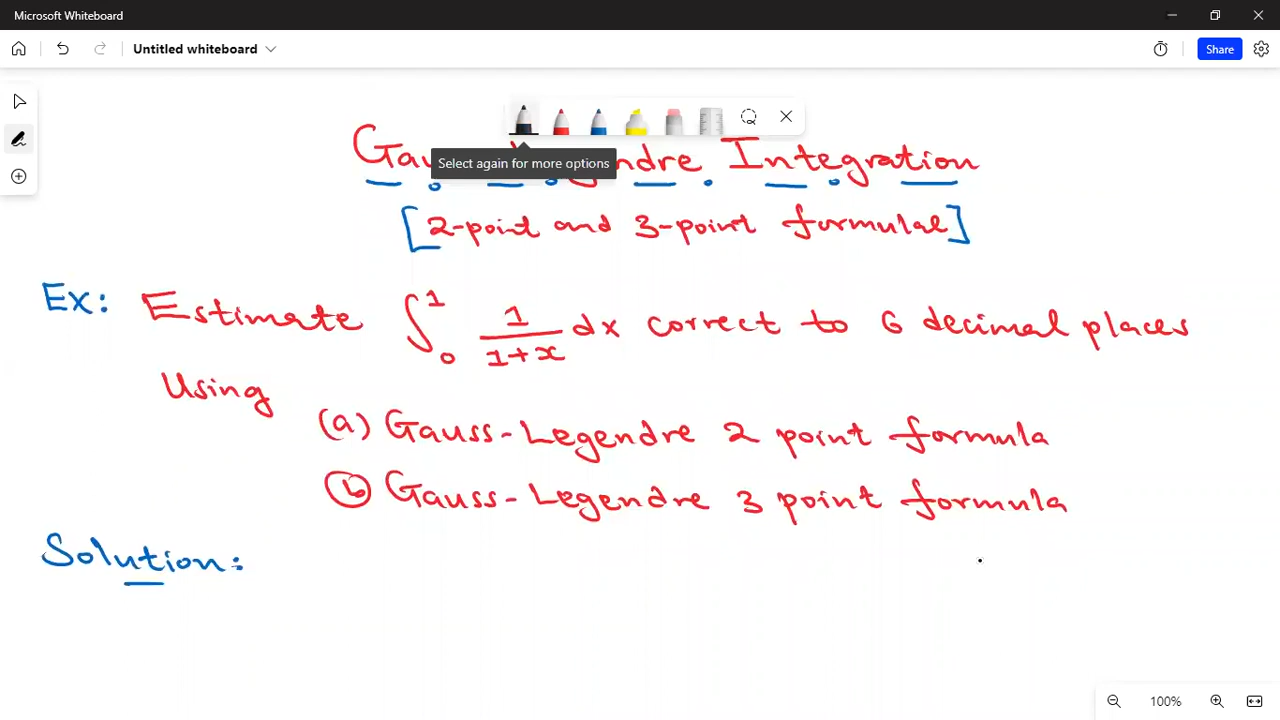 Microsoft Whiteboard
Untitled whiteboard
Share
Select again for more options
Gau Legendre Integration
[2-point and 3-point formulae]
Ex: Estimate ∫₀¹ 1/(1+x) dx correct to 6 decimal places
Using
(a) Gauss-Legendre 2 point formula
(b) Gauss-Legendre 3 point formula
Solution:
100%